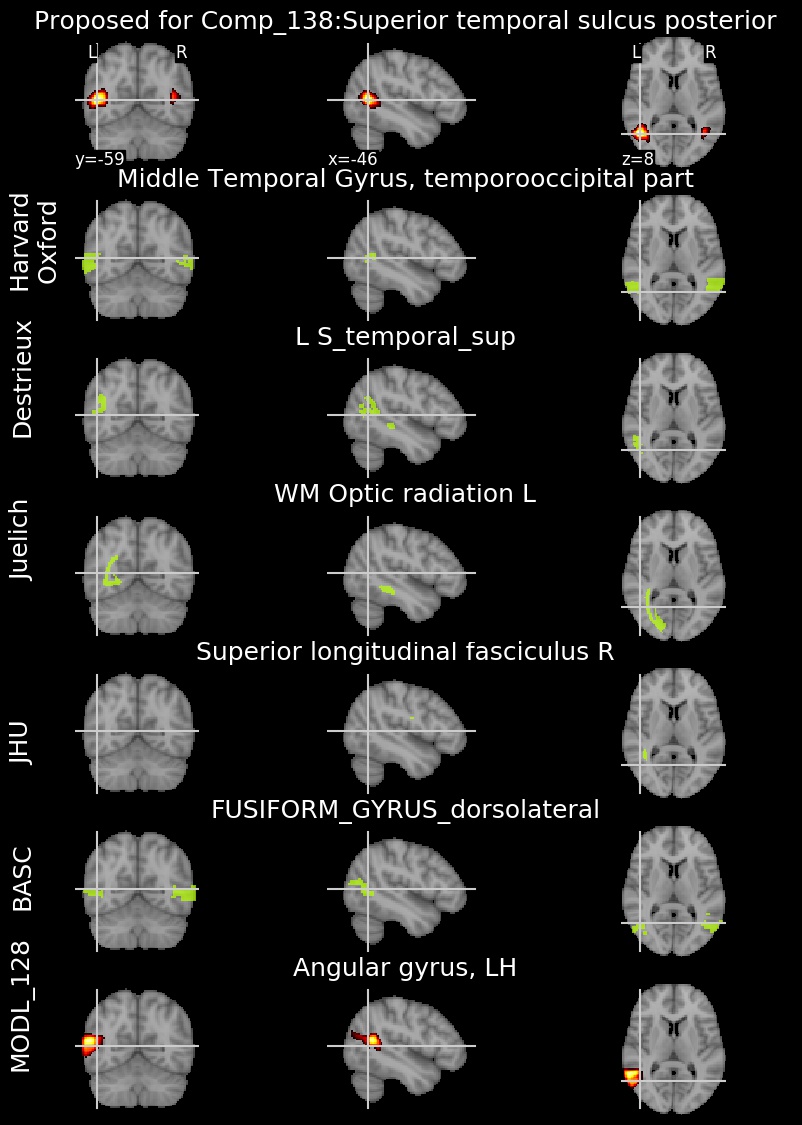 Proposed for Comp_138:Superior temporal sulcus posterior
L R L R
y=-59 x=-46 z=8
Middle Temporal Gyrus, temporooccipital part
Harvard
Oxford
L S_temporal_sup
Destrieux
WM Optic radiation L
Juelich
Superior longitudinal fasciculus R
JHU
FUSIFORM_GYRUS_dorsolateral
BASC
Angular gyrus, LH
MODL_128